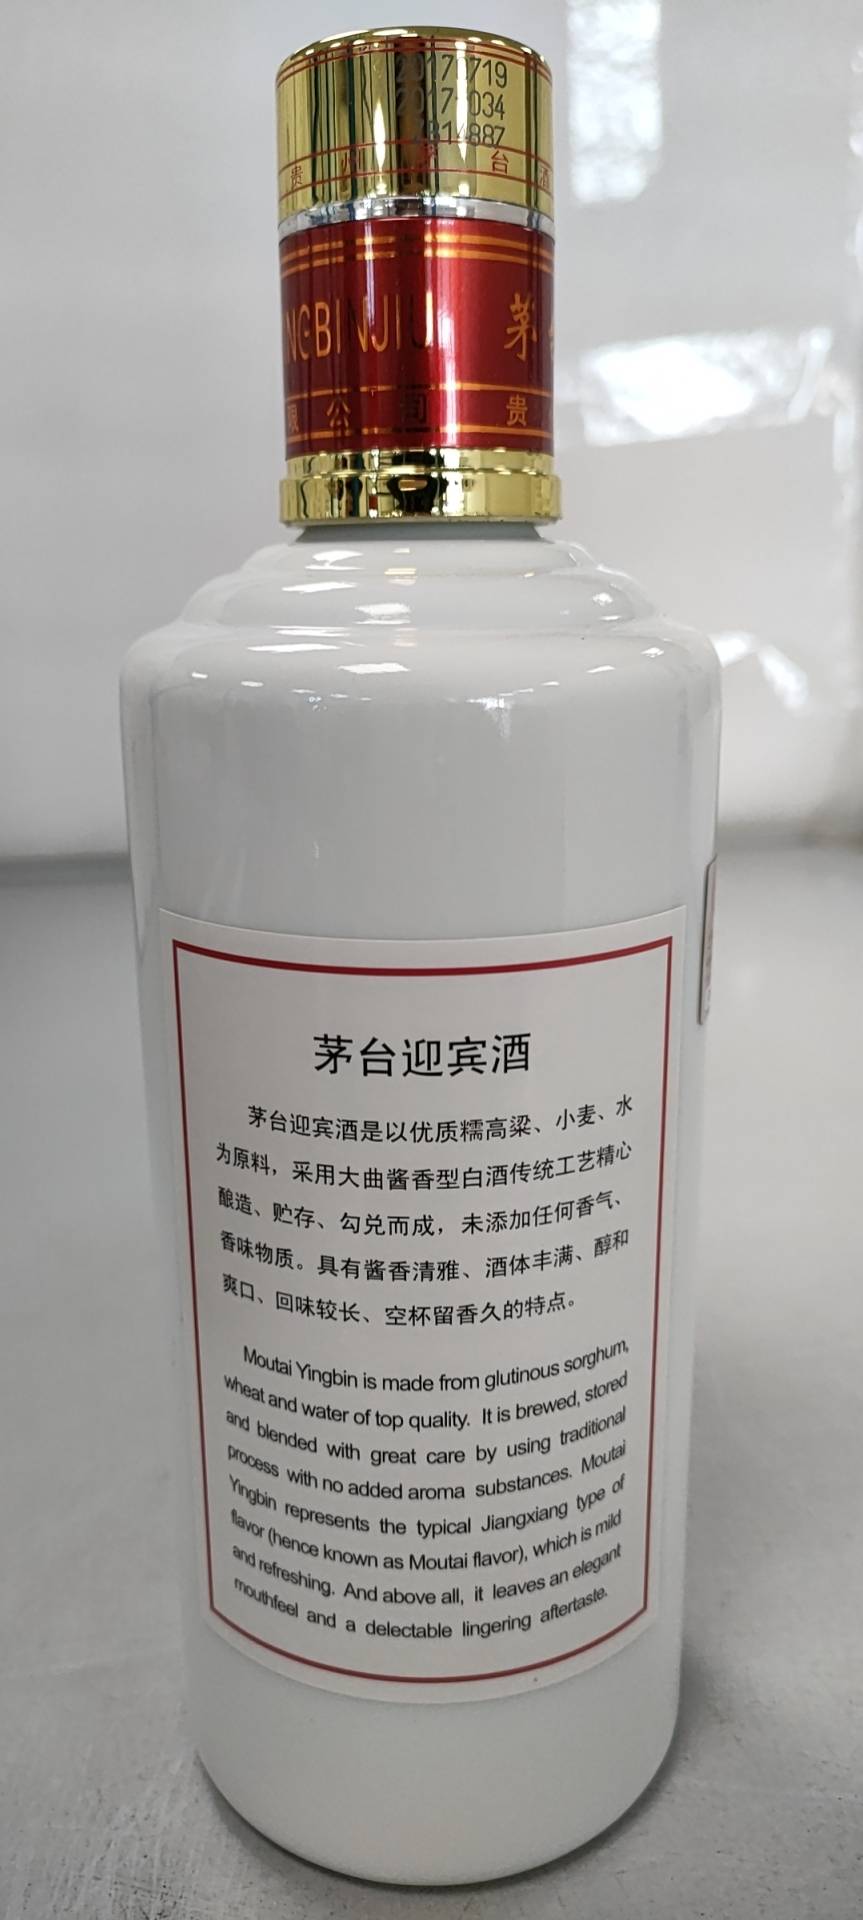 20170719
2017-034
贵 州 茅 台 酒
NGBINJIU 茅
限 公 司 贵
茅台迎宾酒
茅台迎宾酒是以优质糯高粱、小麦、水
为原料，采用大曲酱香型白酒传统工艺精心
酿造、贮存、勾兑而成，未添加任何香气、
香味物质。具有酱香清雅、酒体丰满、醇和
爽口、回味较长、空杯留香久的特点。
Moutai Yingbin is made from glutinous sorghum,
wheat and water of top quality. It is brewed, stored
and blended with great care by using traditional
process with no added aroma substances. Moutai
Yingbin represents the typical Jiangxiang type of
flavor (hence known as Moutai flavor), which is mild
and refreshing. And above all, it leaves an elegant
mouthfeel and a delectable lingering aftertaste.